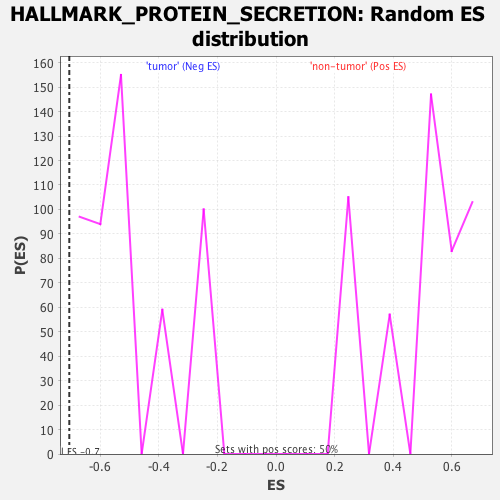 HALLMARK_PROTEIN_SECRETION: Random ES
distribution
'tumor' (Neg ES)
'non-tumor' (Pos ES)
160
150
140
130
120
110
100
90
80
70
60
50
40
30
20
10
0
P(ES)
ES -0.7
Sets with pos scores: 50%
-0.6 -0.4 -0.2 0.0 0.2 0.4 0.6
ES